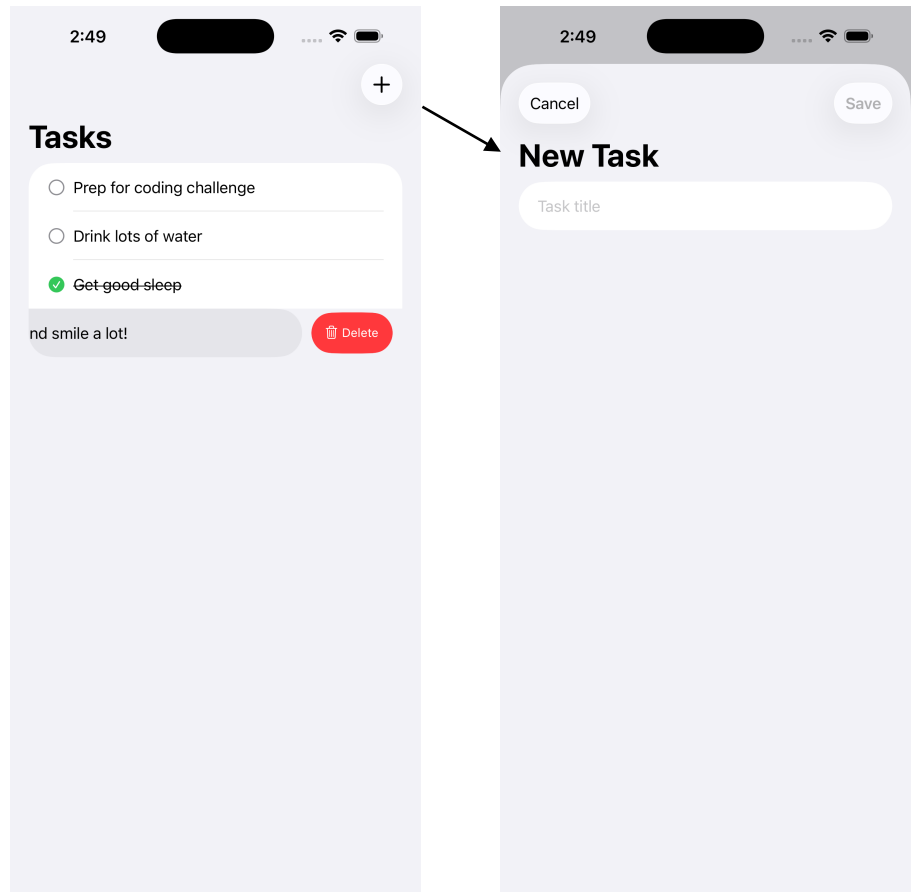 2:49
Tasks
Prep for coding challenge
Drink lots of water
Get good sleep
nd smile a lot!
Delete
2:49
Cancel
Save
New Task
Task title